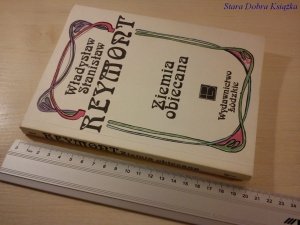 Stara Dobra Książka
Władysław
Stanisław
REYMONT
Ziemia
obiecana
Wydawnictwo
Łódzkie
REYMONT ziemia obiecana